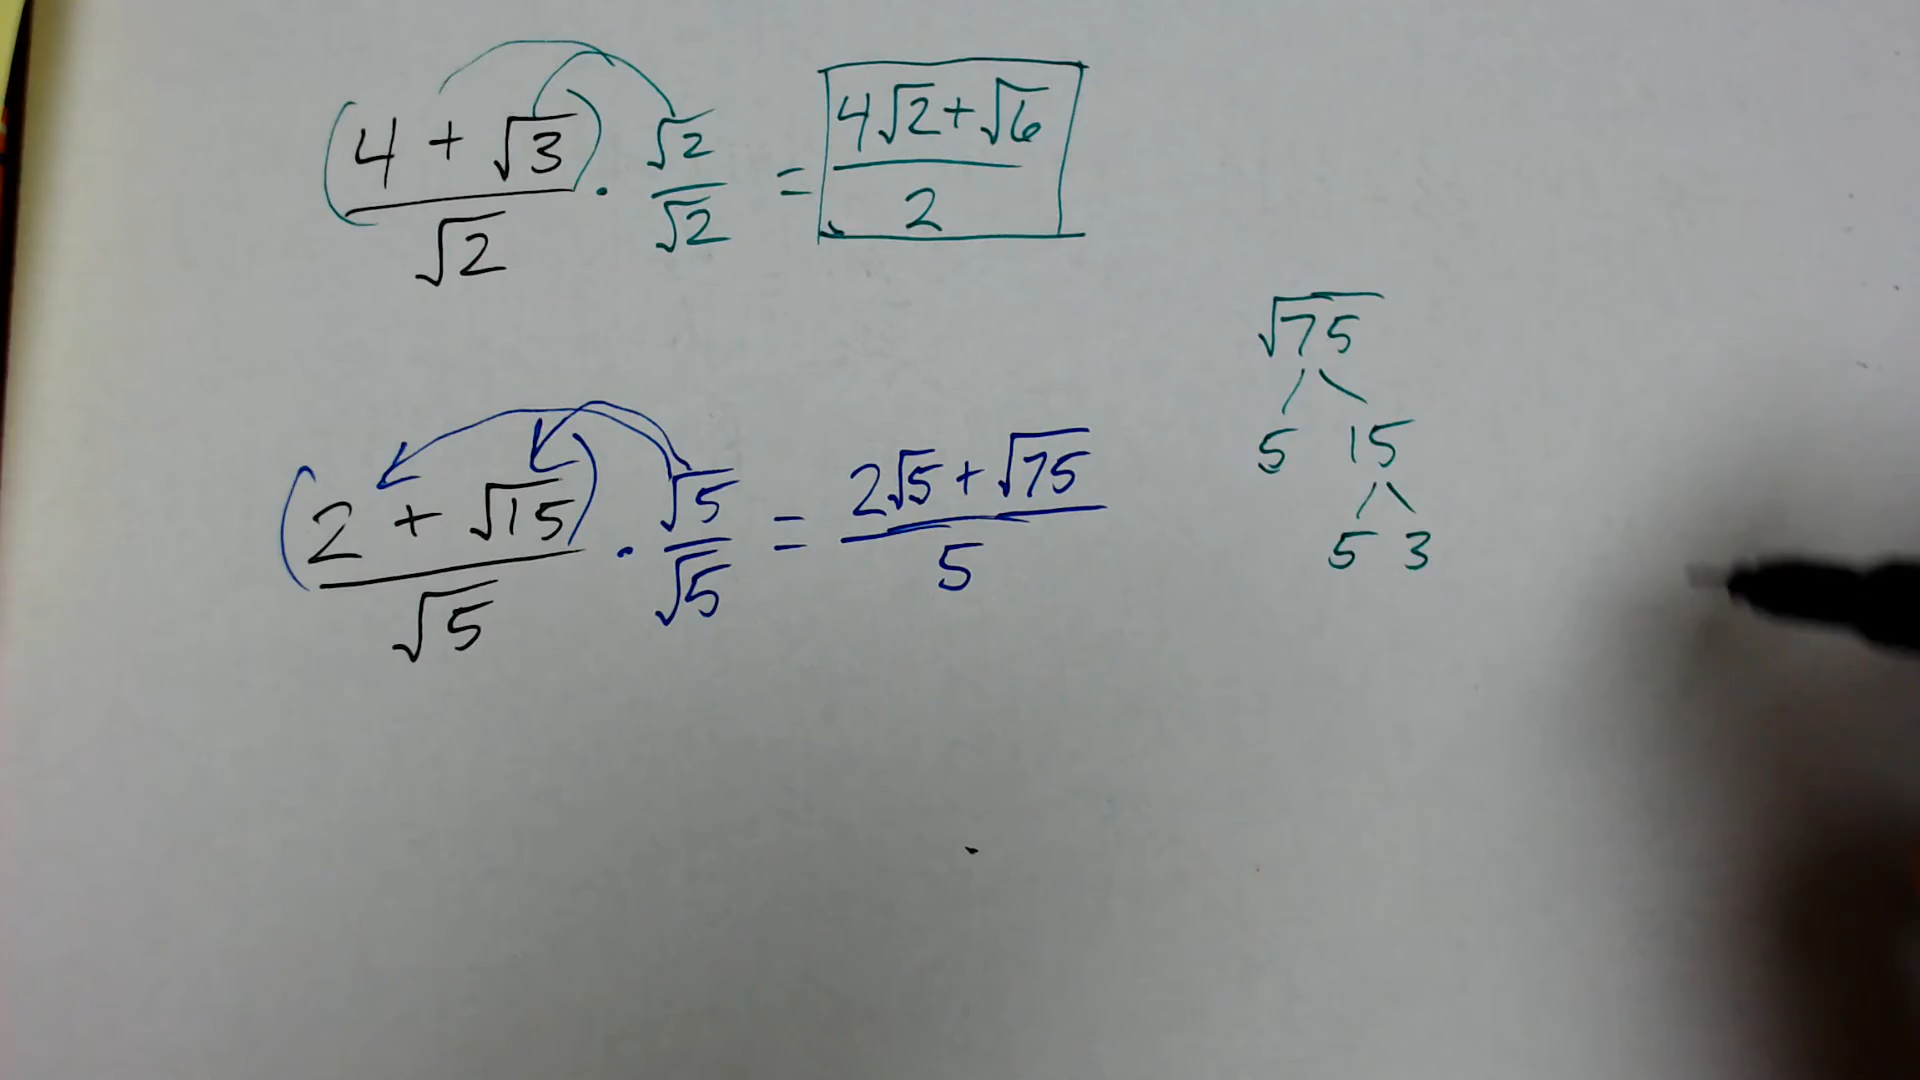 (4 + √3)/√2 · √2/√2 = (4√2 + √6)/2
(2 + √15)/√5 · √5/√5 = (2√5 + √75)/5
√75
5 15
5 3